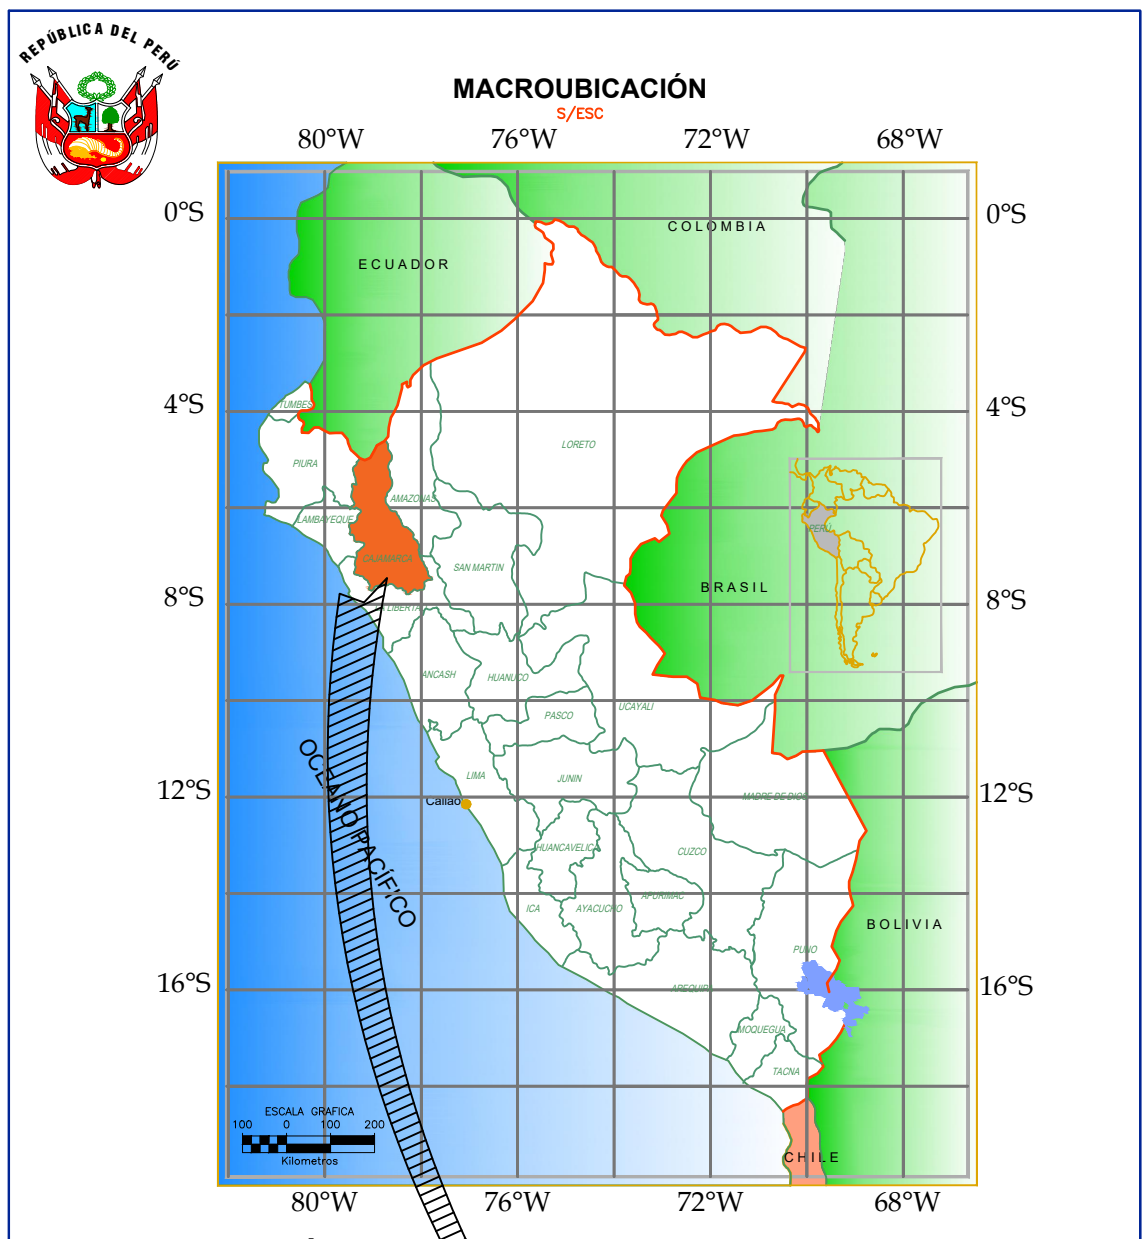 REPÚBLICA DEL PERÚ
MACROUBICACIÓN
S/ESC
80°W 76°W 72°W 68°W
0°S 0°S
COLOMBIA
ECUADOR
4°S 4°S
TUMBES
LORETO
PIURA
AMAZONAS
LAMBAYEQUE
PERÚ
CAJAMARCA
SAN MARTIN
BRASIL
8°S 8°S
LA LIBERTA
ANCASH
HUANUCO
UCAYALI
PASCO
OCEANO PACÍFICO
LIMA
JUNIN
12°S 12°S
MADRE DE DIOS
Callao
HUANCAVELICA
CUZCO
APURIMAC
ICA
AYACUCHO
BOLIVIA
PUNO
16°S 16°S
AREQUIP
MOQUEGUA
TACNA
ESCALA GRAFICA
100 0 100 200
Kilometros
CHILE
80°W 76°W 72°W 68°W